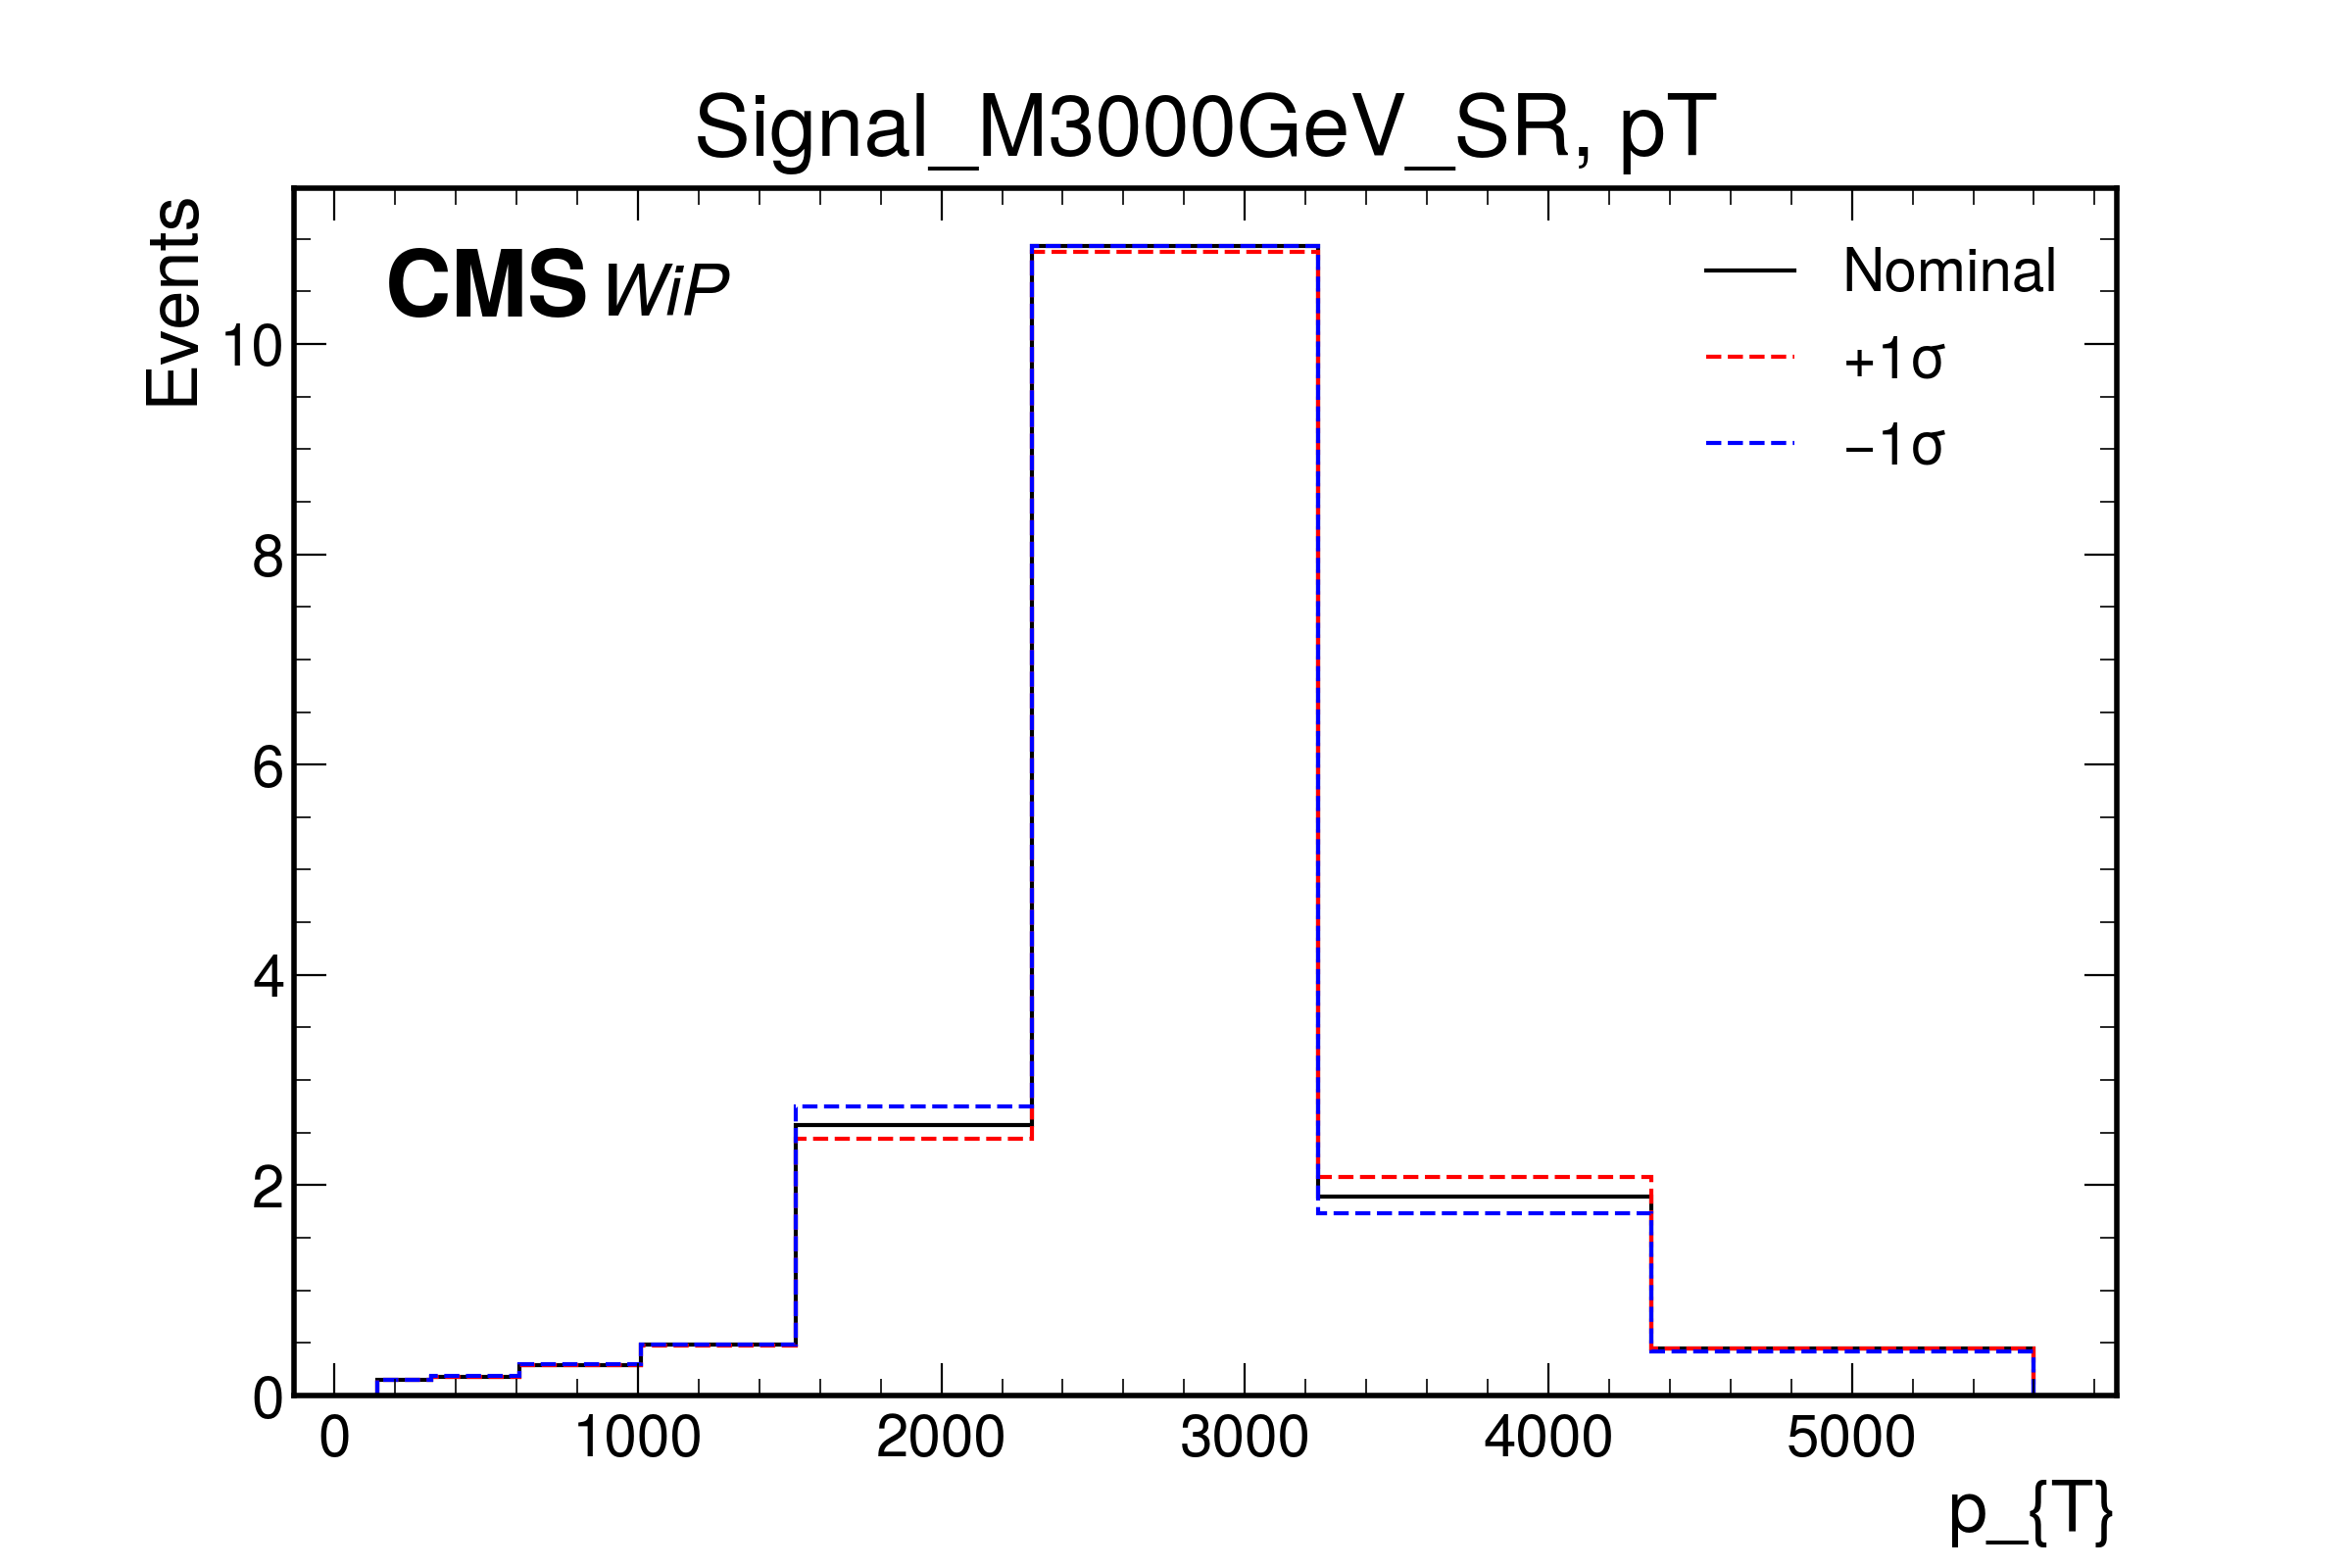 Signal_M3000GeV_SR, pT
Events
CMS WiP
Nominal
+1σ
−1σ
10
8
6
4
2
0
0 1000 2000 3000 4000 5000
p_{T}